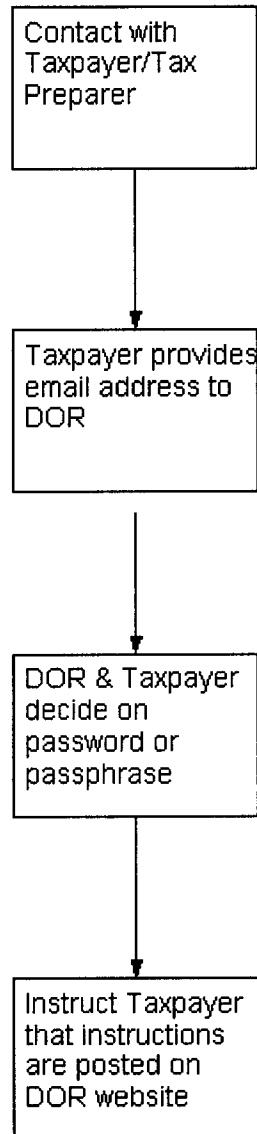 Contact with
Taxpayer/Tax
Preparer
Taxpayer provides
email address to
DOR
DOR & Taxpayer
decide on
password or
passphrase
Instruct Taxpayer
that instructions
are posted on
DOR website